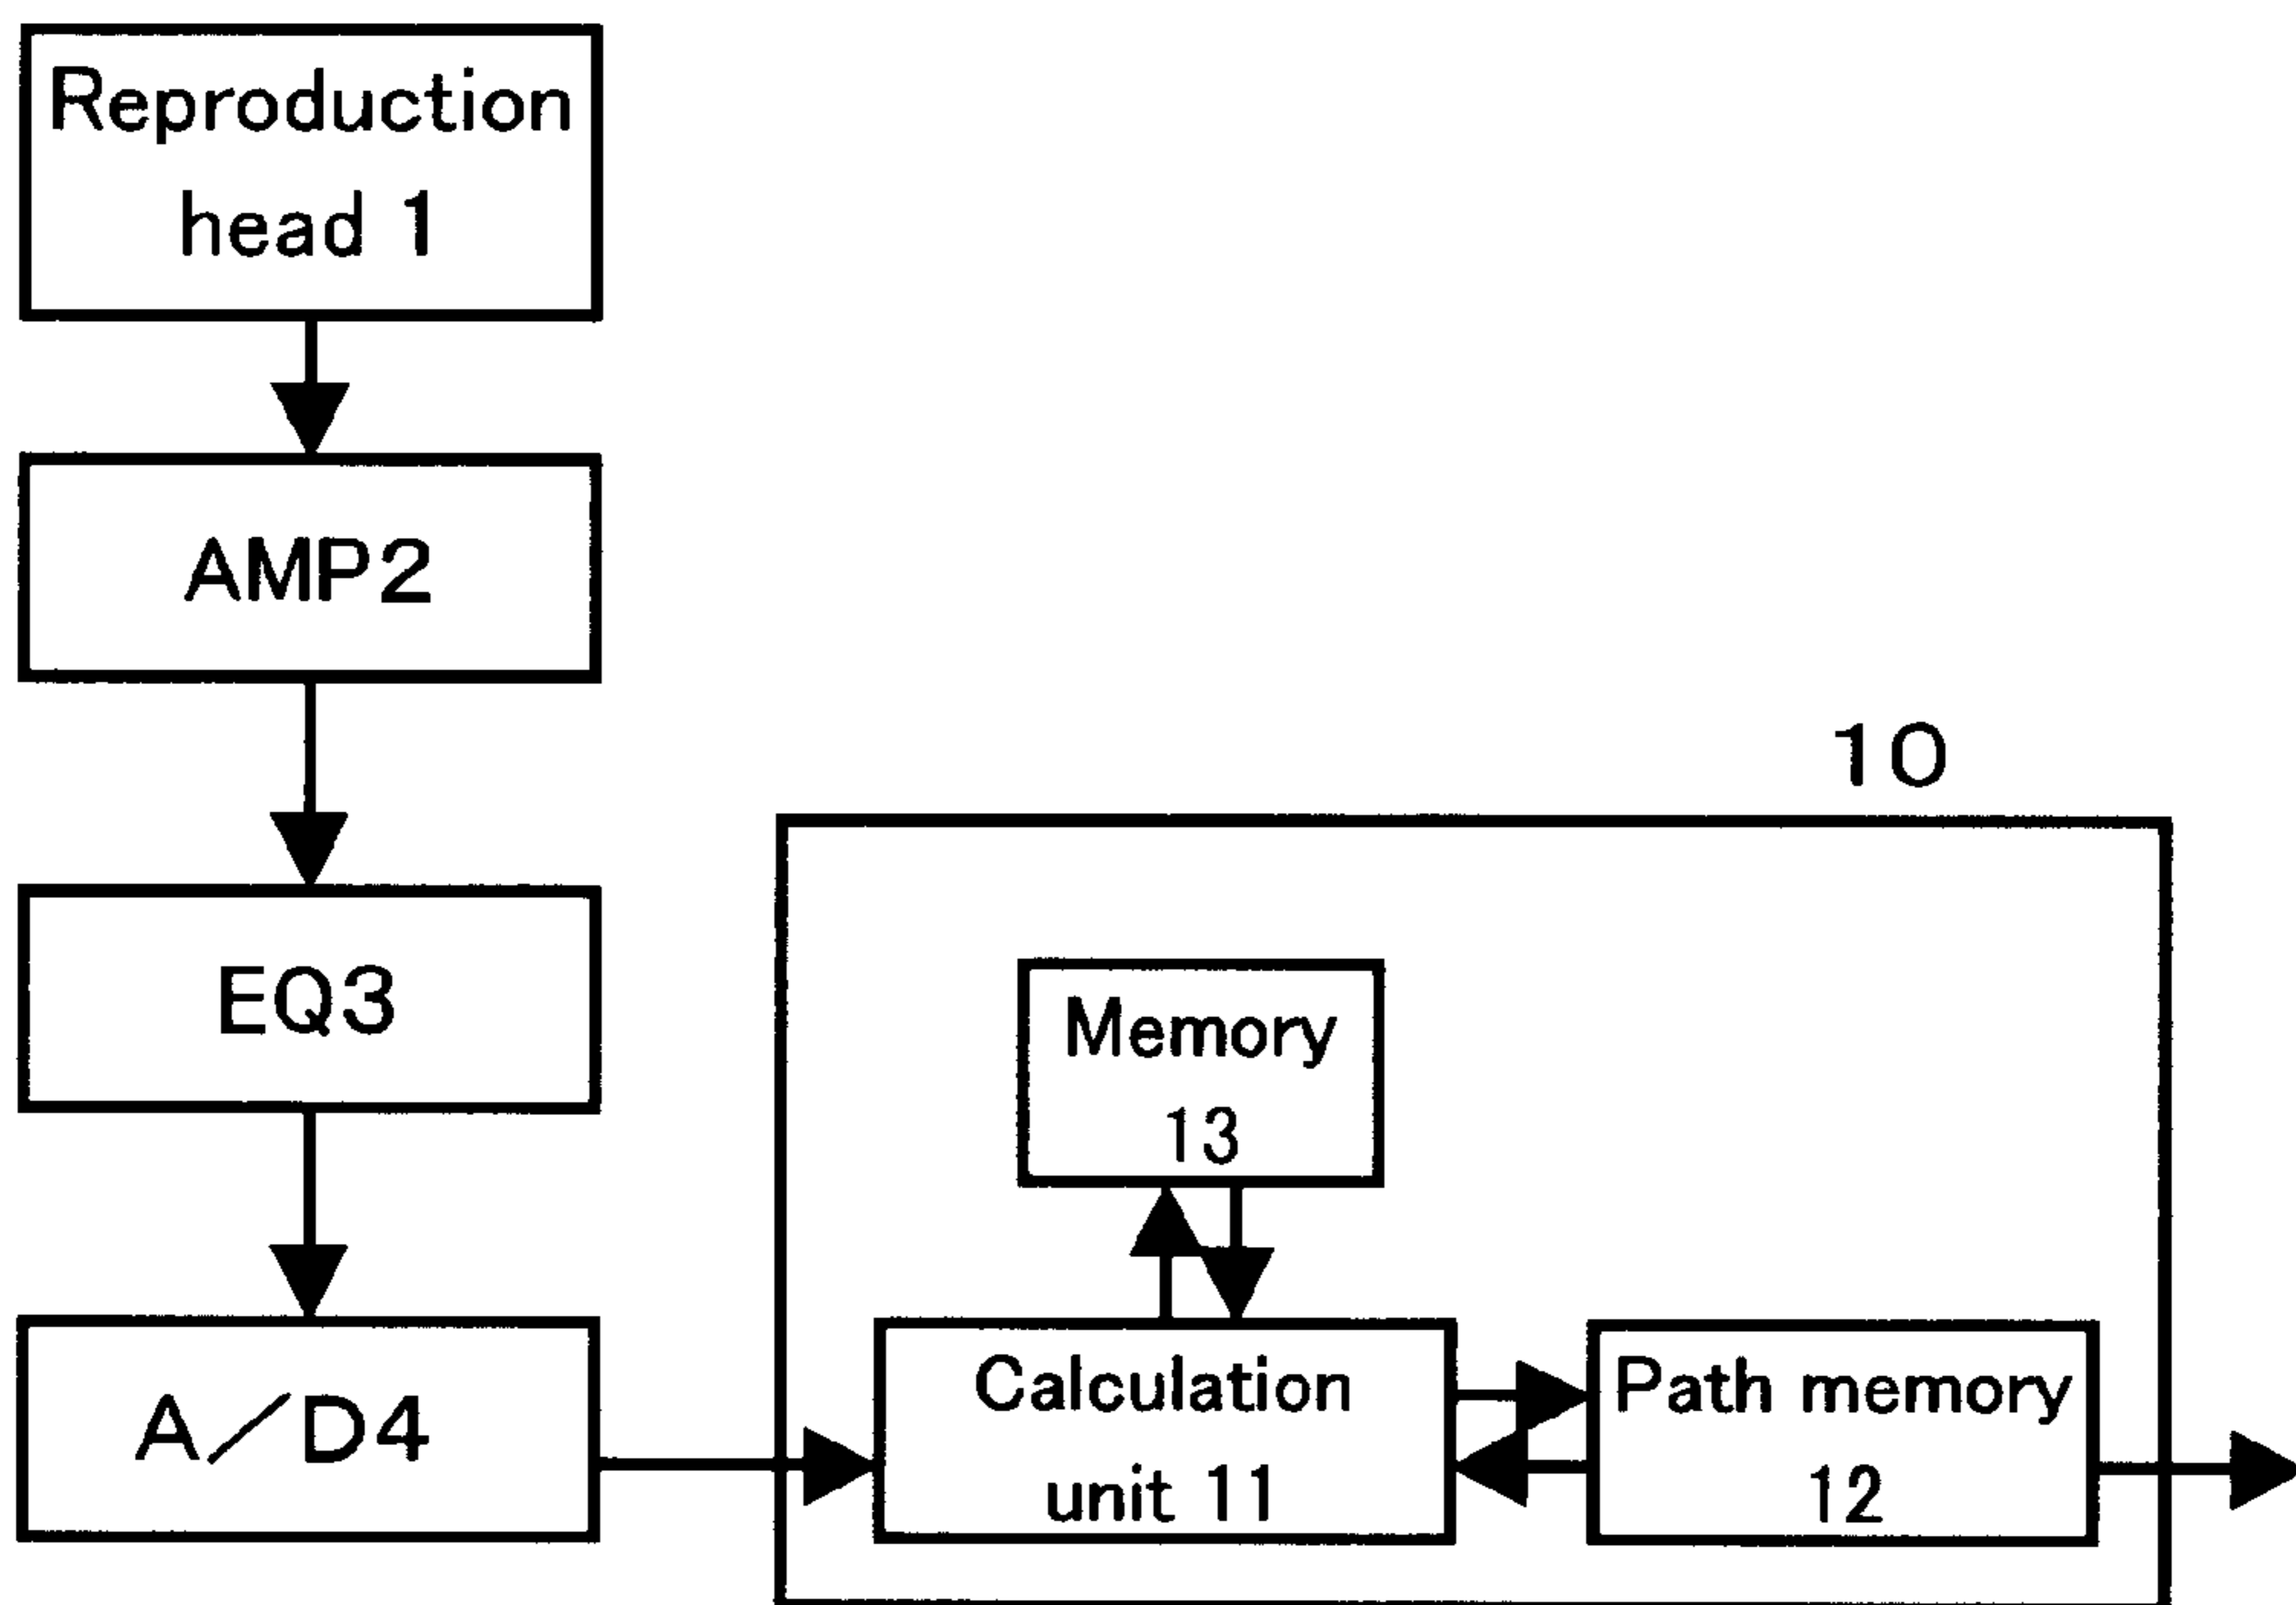 Reproduction
head 1
AMP2
EQ3
A／D4
10
Memory
13
Calculation
unit 11
Path memory
12